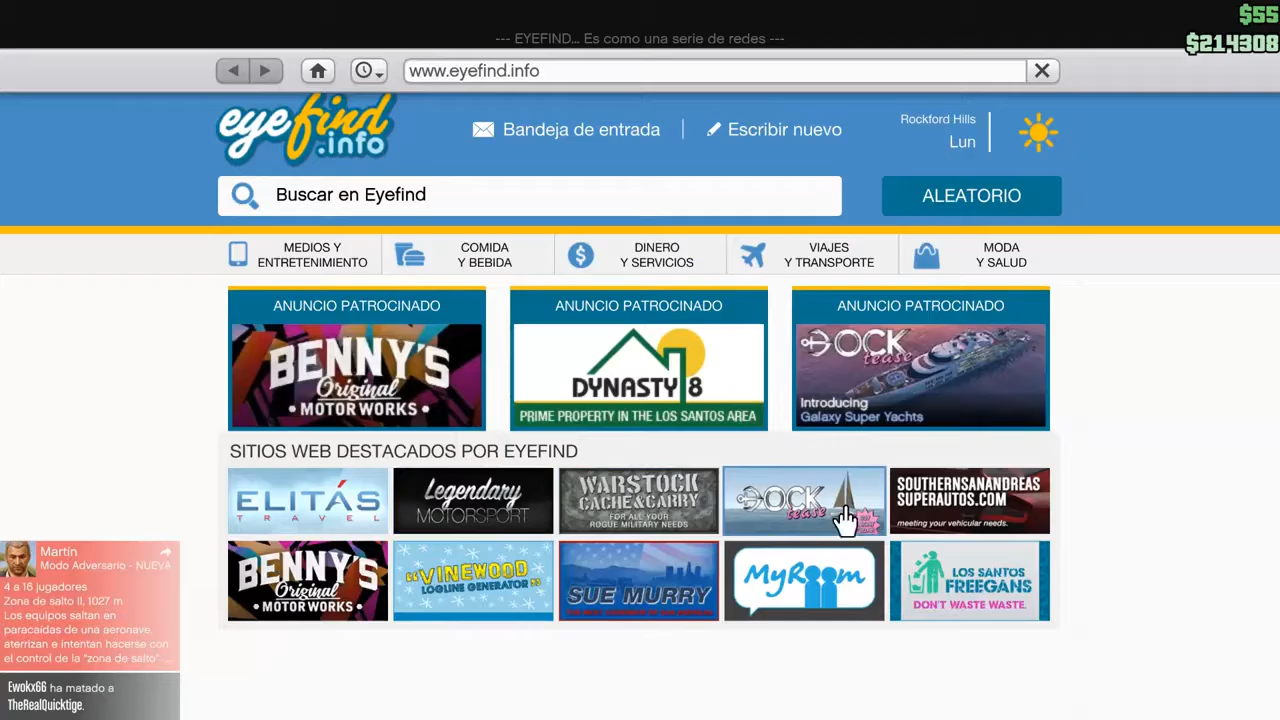 $55
--- EYEFIND... Es como una serie de redes ---
$214308
www.eyefind.info
eyefind
.info
Bandeja de entrada
Escribir nuevo
Rockford Hills
Lun
Buscar en Eyefind
ALEATORIO
MEDIOS Y
ENTRETENIMIENTO
COMIDA
Y BEBIDA
DINERO
Y SERVICIOS
VIAJES
Y TRANSPORTE
MODA
Y SALUD
ANUNCIO PATROCINADO
BENNY'S
Original
• MOTOR WORKS •
ANUNCIO PATROCINADO
DYNASTY 8
PRIME PROPERTY IN THE LOS SANTOS AREA
ANUNCIO PATROCINADO
DOCK
tease
Introducing
Galaxy Super Yachts
SITIOS WEB DESTACADOS POR EYEFIND
ELITÁS
TRAVEL
Legendary
MOTORSPORT
WARSTOCK
CACHE & CARRY
FOR ALL YOUR
ROGUE MILITARY NEEDS
DOCK
tease
SOUTHERNSANANDREAS
SUPERAUTOS.COM
meeting your vehicular needs.
BENNY'S
Original
• MOTOR WORKS •
"VINEWOOD
LOGLINE GENERATOR"
SUE MURRY
MyRoom
LOS SANTOS
FREEGANS
DON'T WASTE WASTE.
Martín
Modo Adversario - NUEVA
4 a 16 jugadores
Zona de salto II, 1027 m
Los equipos saltan en
paracaídas de una aeronave,
aterrizan e intentan hacerse con
el control de la "zona de salto" ...
Ewokx66 ha matado a
TheRealQuicktige.